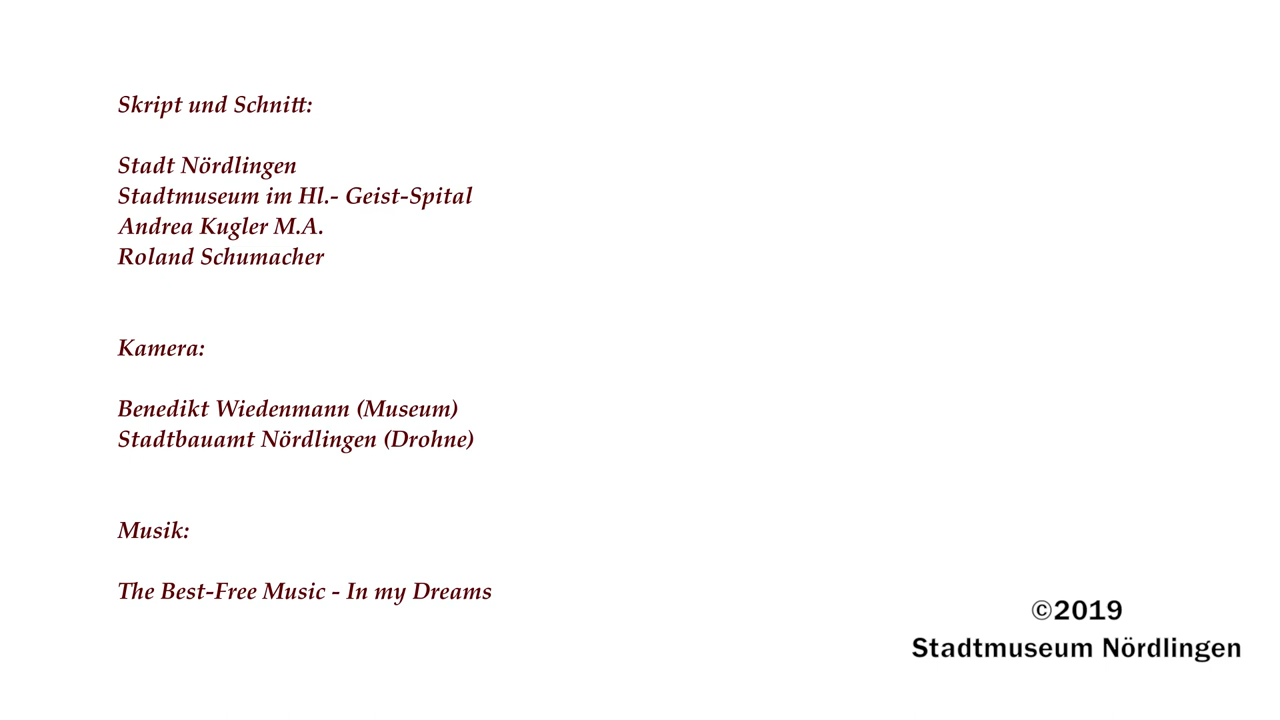 Skript und Schnitt:
Stadt Nördlingen
Stadtmuseum im Hl.- Geist-Spital
Andrea Kugler M.A.
Roland Schumacher
Kamera:
Benedikt Wiedenmann (Museum)
Stadtbauamt Nördlingen (Drohne)
Musik:
The Best-Free Music - In my Dreams
©2019
Stadtmuseum Nördlingen